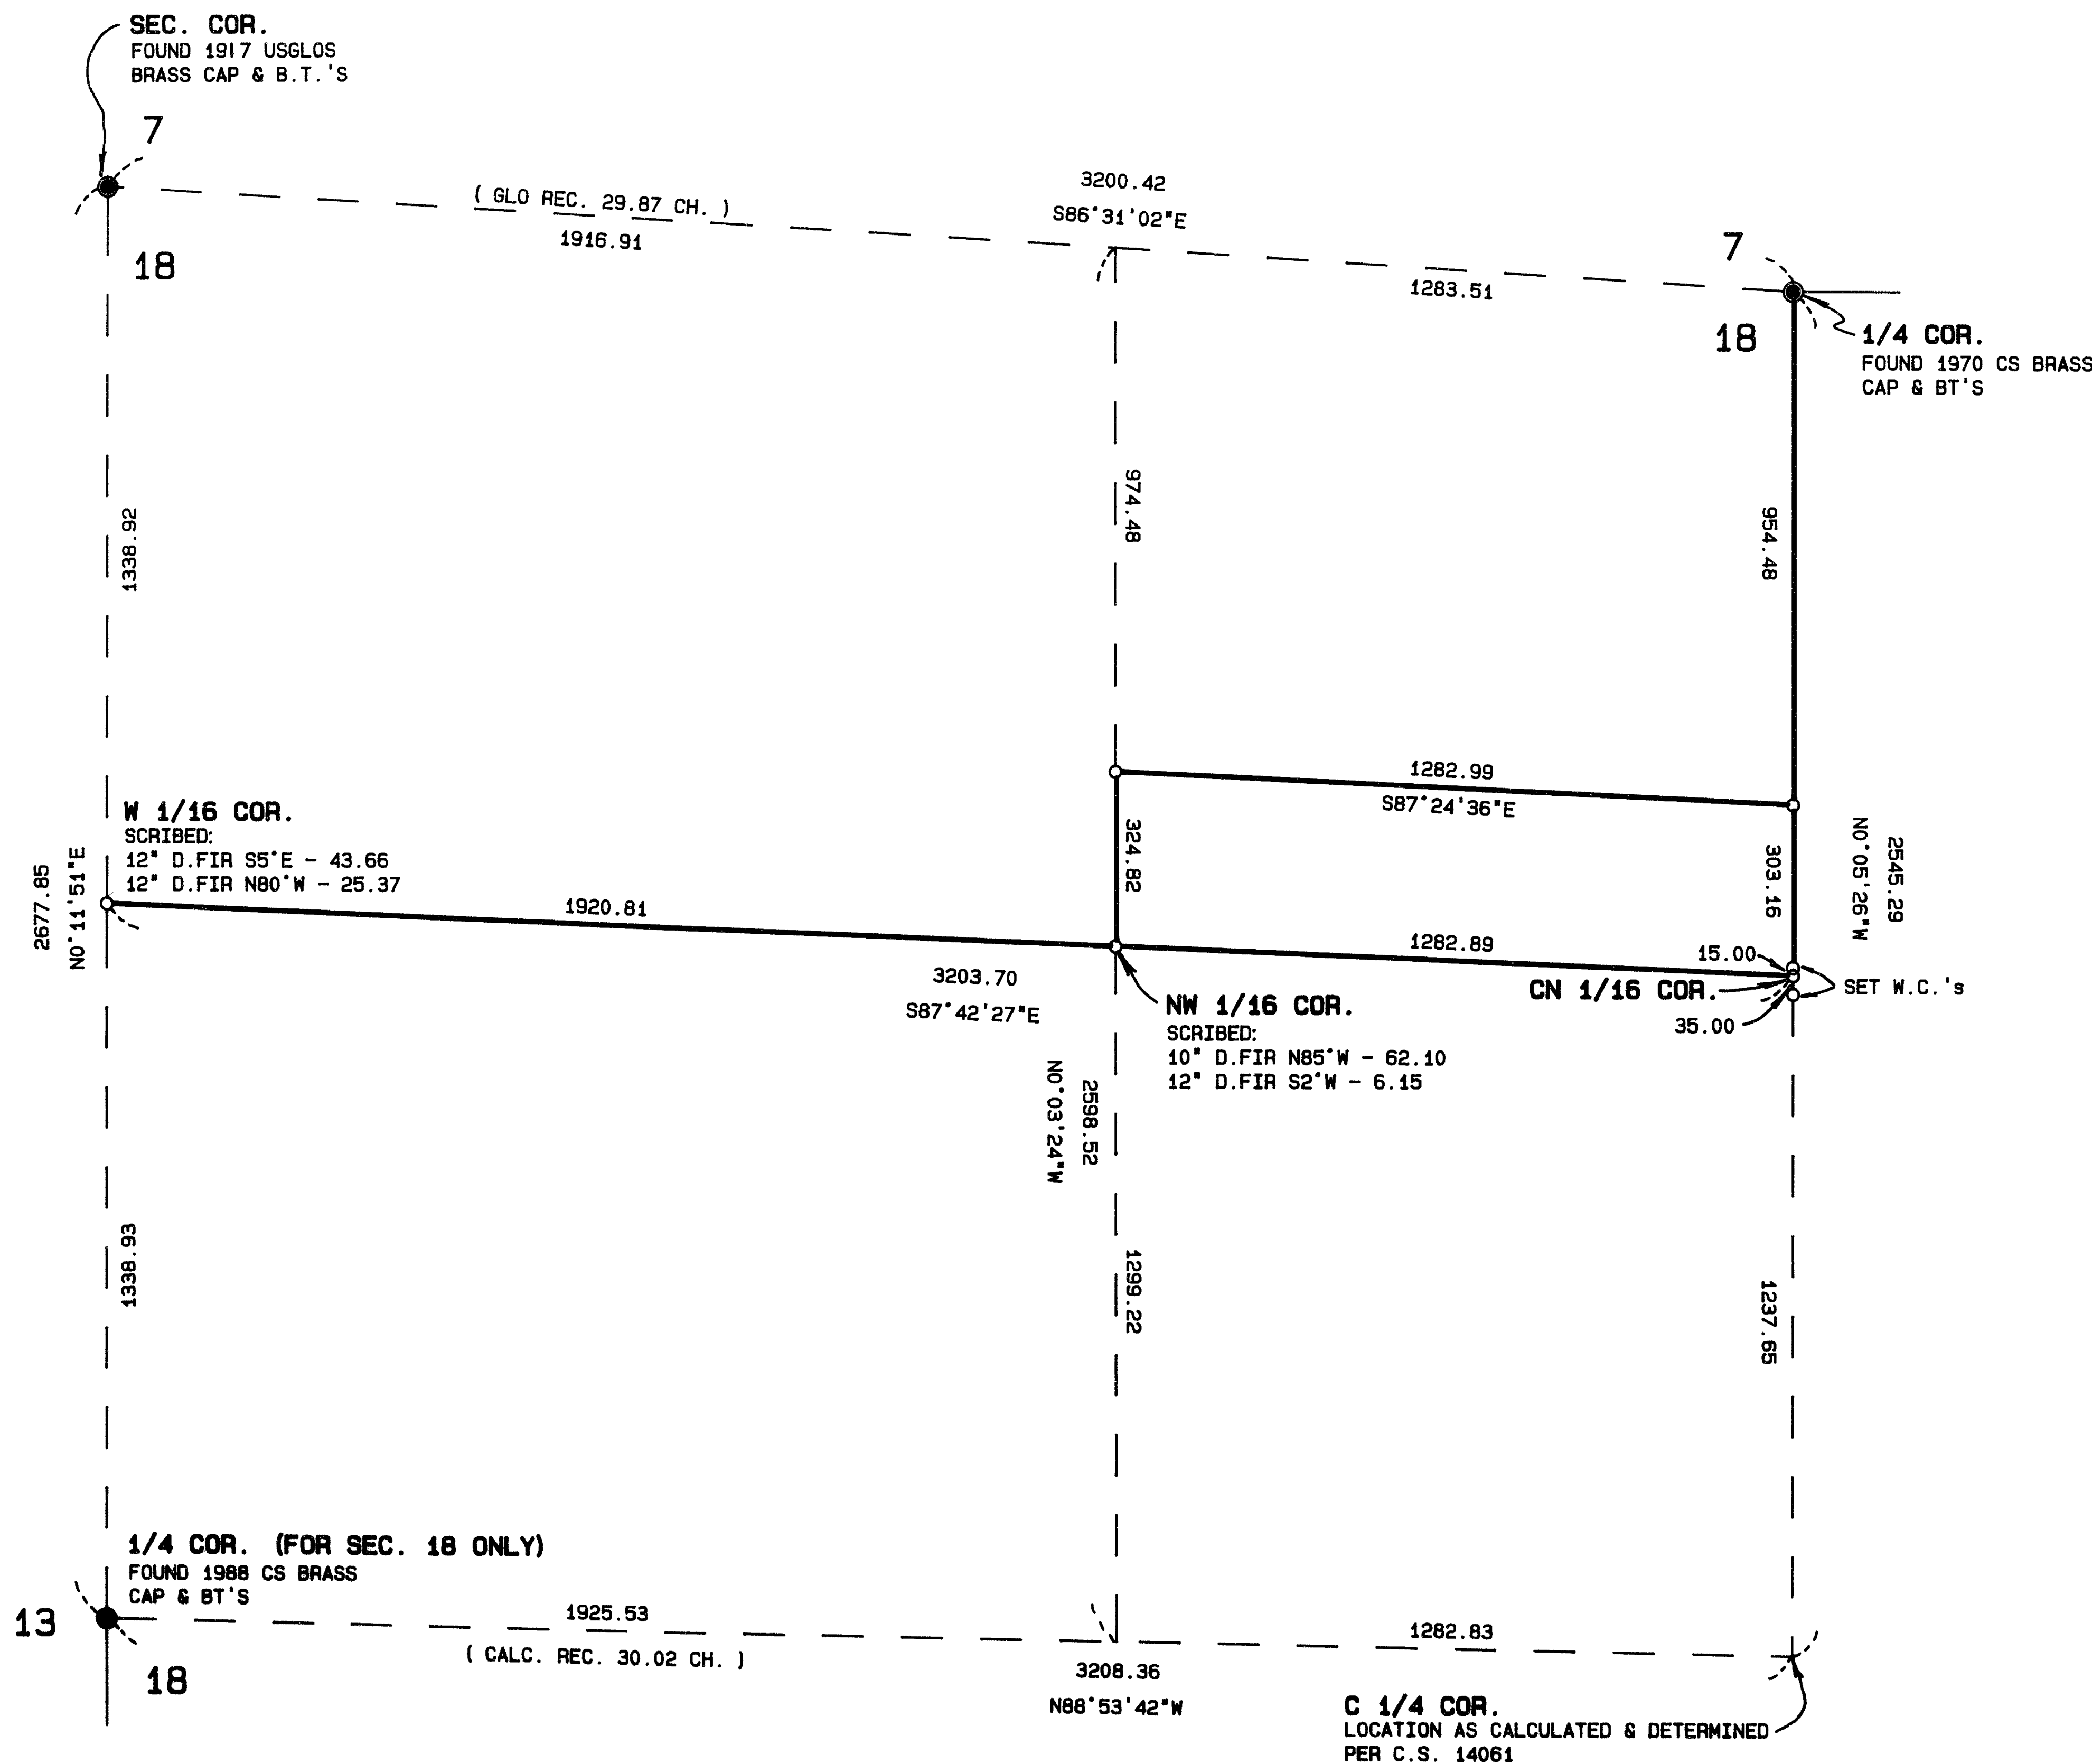 SEC. COR.
FOUND 1917 USGLOS
BRASS CAP & B.T.'S
7
18
( GLO REC. 29.87 CH. )
1916.91
3200.42
S86°31'02"E
1283.51
7
18
1/4 COR.
FOUND 1970 CS BRASS
CAP & BT'S
1338.92
974.48
954.48
1282.99
S87°24'36"E
W 1/16 COR.
SCRIBED:
12" D.FIR S5°E - 43.66
12" D.FIR N80°W - 25.37
2677.85
N0°11'51"E
324.82
303.16
2545.29
N0°05'26"W
1920.81
1282.89
15.00
3203.70
S87°42'27"E
CN 1/16 COR.
SET W.C.'s
35.00
NW 1/16 COR.
SCRIBED:
10" D.FIR N85°W - 62.10
12" D.FIR S2°W - 6.15
2598.52
N0°03'24"W
1338.93
1299.22
1237.65
1/4 COR. (FOR SEC. 18 ONLY)
FOUND 1988 CS BRASS
CAP & BT'S
13
18
1925.53
( CALC. REC. 30.02 CH. )
1282.83
3208.36
N88°53'42"W
C 1/4 COR.
LOCATION AS CALCULATED & DETERMINED
PER C.S. 14061